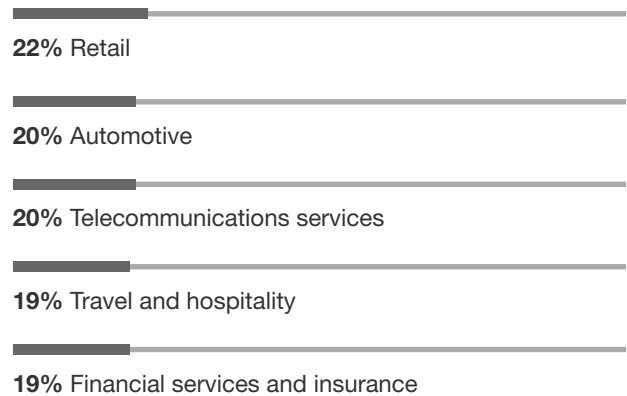 22% Retail
20% Automotive
20% Telecommunications services
19% Travel and hospitality
19% Financial services and insurance